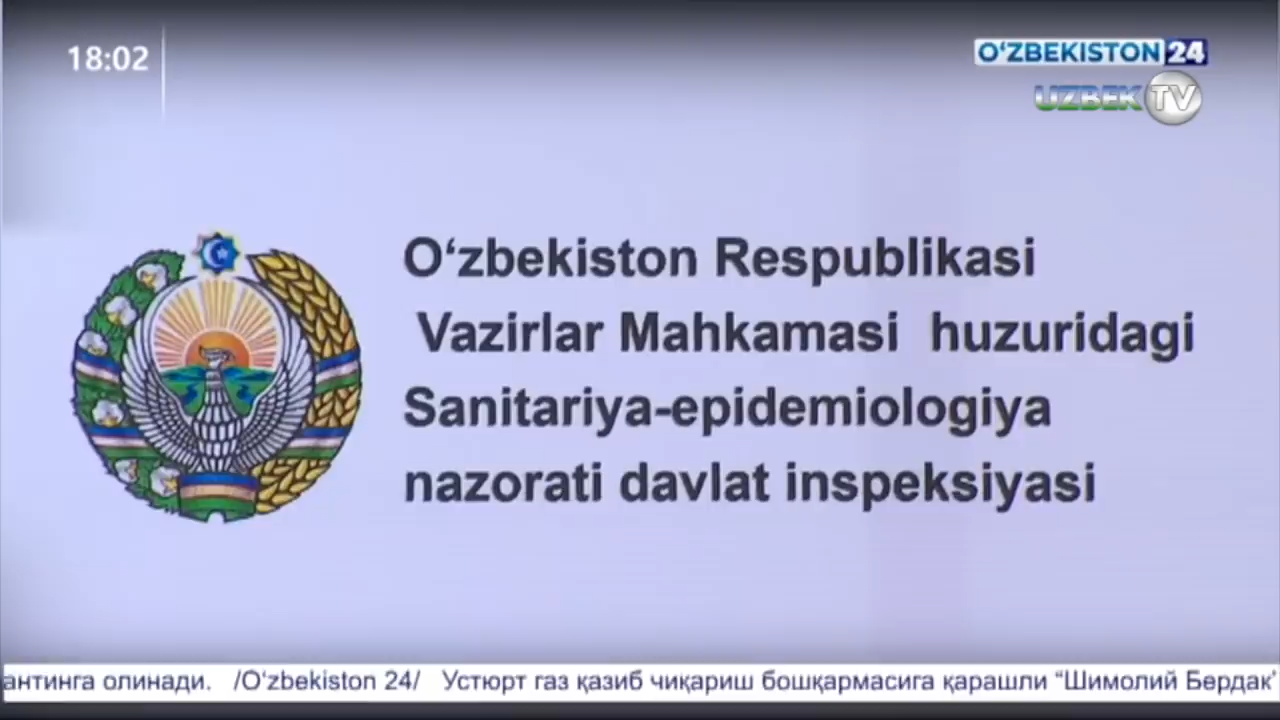 18:02
O‘ZBEKISTON 24
UZBEK TV
O‘zbekiston Respublikasi
Vazirlar Mahkamasi huzuridagi
Sanitariya-epidemiologiya
nazorati davlat inspeksiyasi
антинга олинади. /O‘zbekiston 24/ Устюрт газ қазиб чиқариш бошқармасига қарашли “Шимолий Бердак”